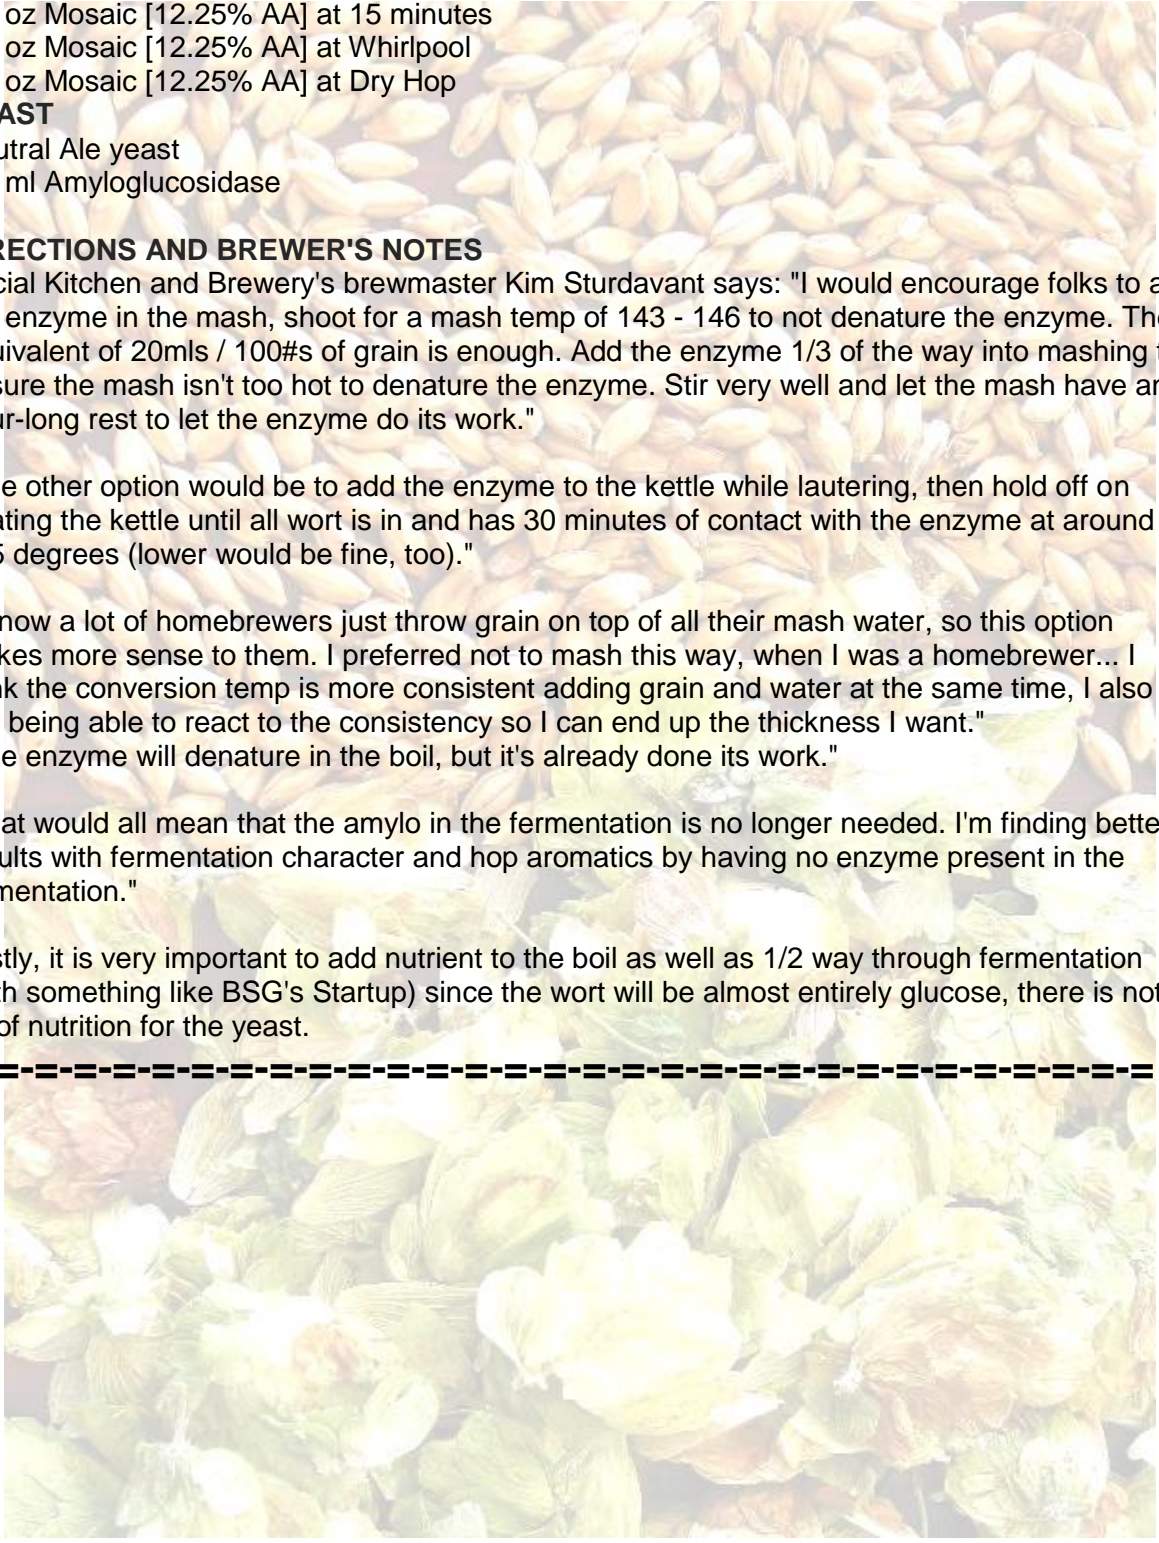 oz Mosaic [12.25% AA] at 15 minutes
oz Mosaic [12.25% AA] at Whirlpool
oz Mosaic [12.25% AA] at Dry Hop
AST
utral Ale yeast
ml Amyloglucosidase
RECTIONS AND BREWER'S NOTES
cial Kitchen and Brewery's brewmaster Kim Sturdavant says: "I would encourage folks to a
enzyme in the mash, shoot for a mash temp of 143 - 146 to not denature the enzyme. The
uivalent of 20mls / 100#s of grain is enough. Add the enzyme 1/3 of the way into mashing t
sure the mash isn't too hot to denature the enzyme. Stir very well and let the mash have an
ur-long rest to let the enzyme do its work."
e other option would be to add the enzyme to the kettle while lautering, then hold off on
ating the kettle until all wort is in and has 30 minutes of contact with the enzyme at around
5 degrees (lower would be fine, too)."
now a lot of homebrewers just throw grain on top of all their mash water, so this option
kes more sense to them. I preferred not to mash this way, when I was a homebrewer... I
nk the conversion temp is more consistent adding grain and water at the same time, I also
being able to react to the consistency so I can end up the thickness I want."
e enzyme will denature in the boil, but it's already done its work."
at would all mean that the amylo in the fermentation is no longer needed. I'm finding bette
ults with fermentation character and hop aromatics by having no enzyme present in the
mentation."
stly, it is very important to add nutrient to the boil as well as 1/2 way through fermentation
th something like BSG's Startup) since the wort will be almost entirely glucose, there is not
of nutrition for the yeast.
=-=-=-=-=-=-=-=-=-=-=-=-=-=-=-=-=-=-=-=-=-=-=-=-=-=-=-=-=-=